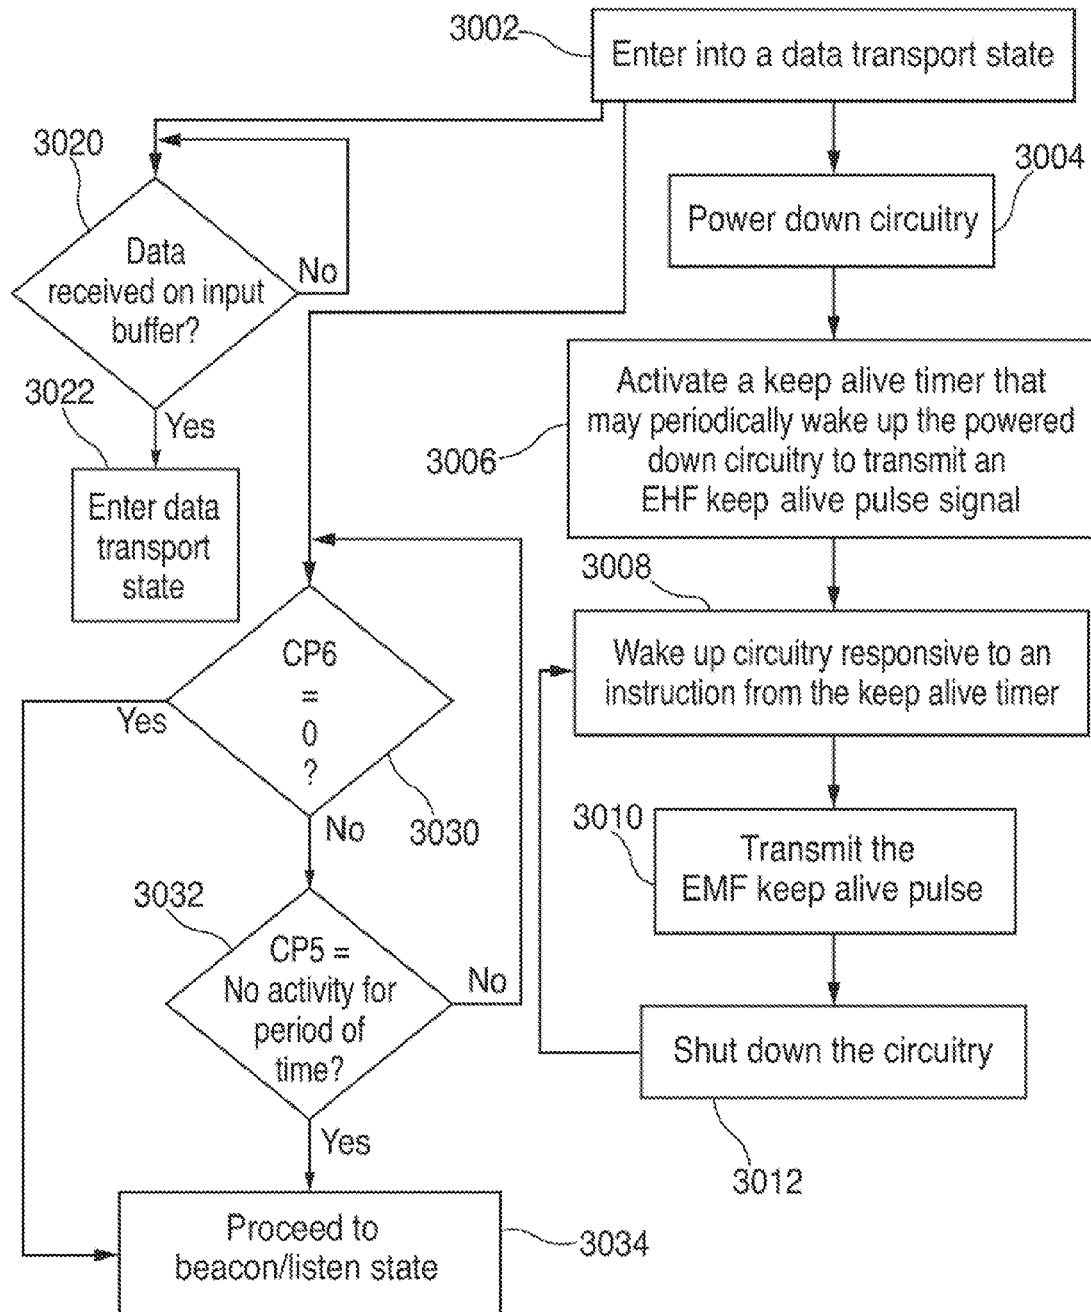 3002
Enter into a data transport state
3020
3004
Data
received on input
buffer?
No
Power down circuitry
3022
Yes
Enter data
transport
state
3006
Activate a keep alive timer that
may periodically wake up the powered
down circuitry to transmit an
EHF keep alive pulse signal
3008
Wake up circuitry responsive to an
instruction from the keep alive timer
CP6
=
0
?
Yes
No
3030
3010
Transmit the
EMF keep alive pulse
3032
CP5 =
No activity for
period of
time?
No
Yes
Shut down the circuitry
3012
Proceed to
beacon/listen state
3034